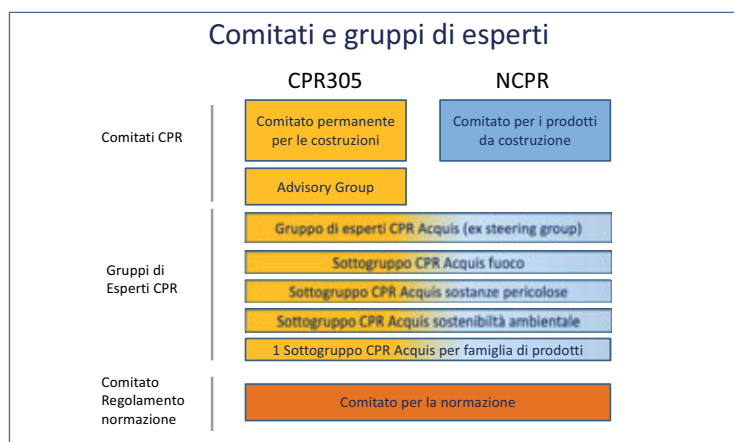 Comitati e gruppi di esperti
CPR305
NCPR
Comitati CPR
Comitato permanente
per le costruzioni
Comitato per i prodotti
da costruzione
Advisory Group
Gruppi di
Esperti CPR
Gruppo di esperti CPR Acquis (ex steering group)
Sottogruppo CPR Acquis fuoco
Sottogruppo CPR Acquis sostanze pericolose
Sottogruppo CPR Acquis sostenibiltà ambientale
1 Sottogruppo CPR Acquis per famiglia di prodotti
Comitato
Regolamento
normazione
Comitato per la normazione